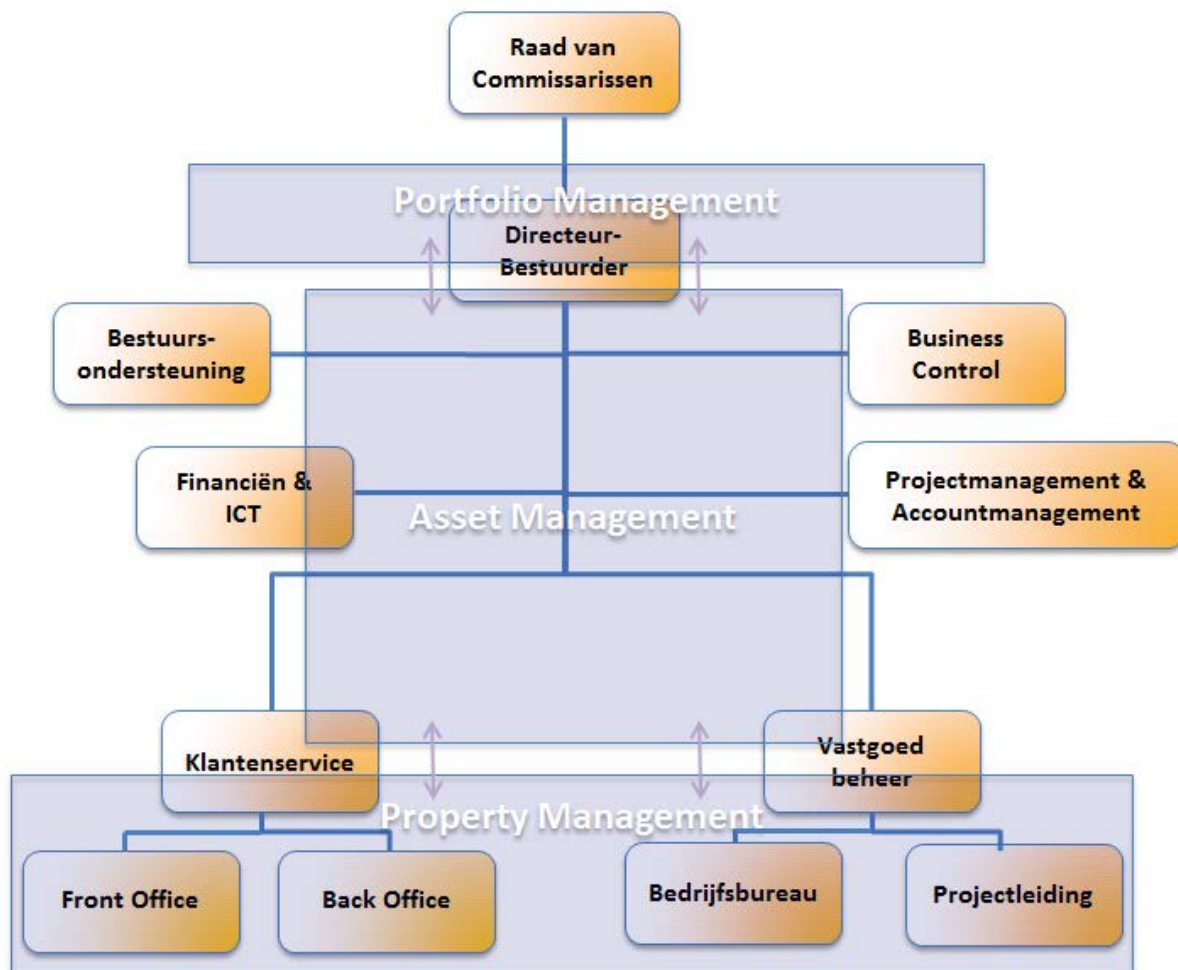 Raad van
Commissarissen
Portfolio Management
Directeur-
Bestuurder
Bestuurs-
ondersteuning
Business
Control
Financiën &
ICT
Projectmanagement &
Accountmanagement
Asset Management
Klantenservice
Vastgoed
beheer
Property Management
Front Office
Back Office
Bedrijfsbureau
Projectleiding